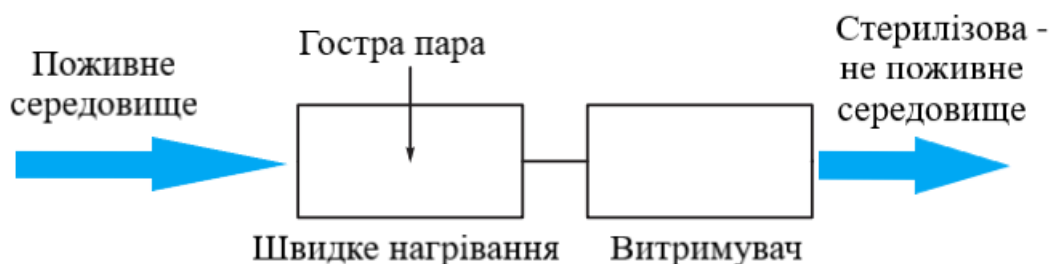 Поживне
середовище
Гостра пара
Стерилізова -
не поживне
середовище
Швидке нагрівання
Витримувач